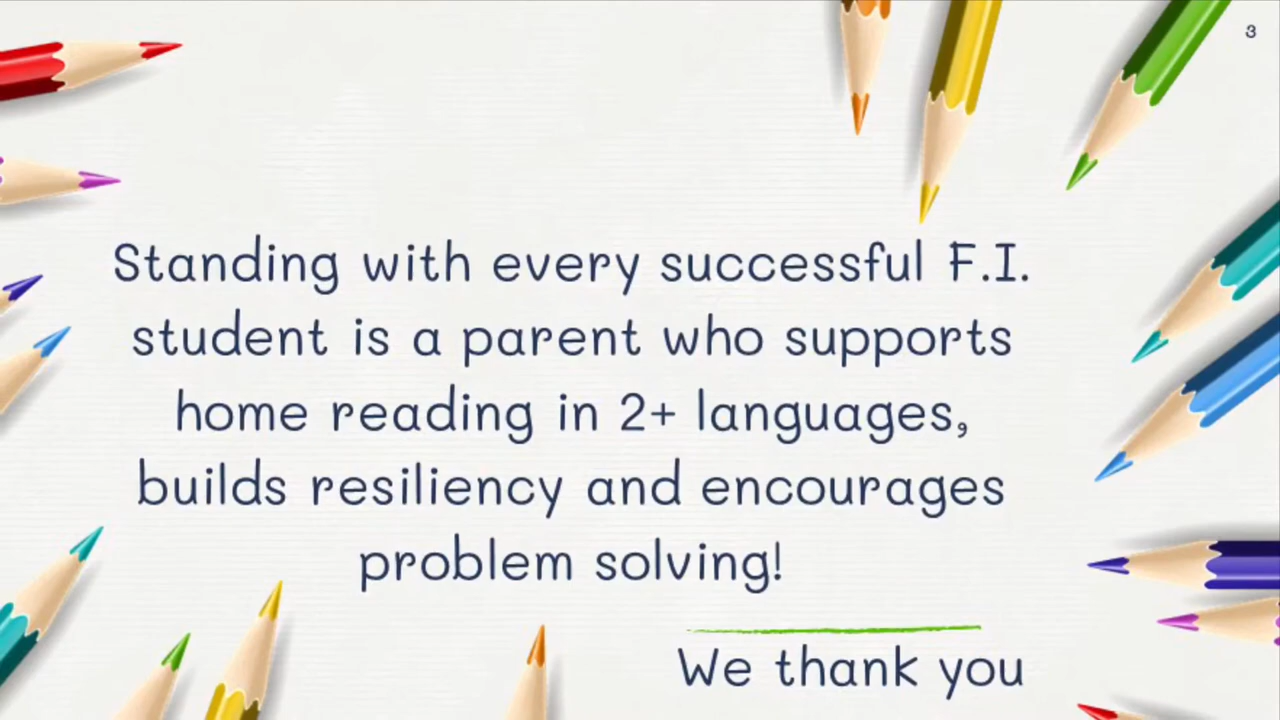 3
Standing with every successful F.I.
student is a parent who supports
home reading in 2+ languages,
builds resiliency and encourages
problem solving!
We thank you